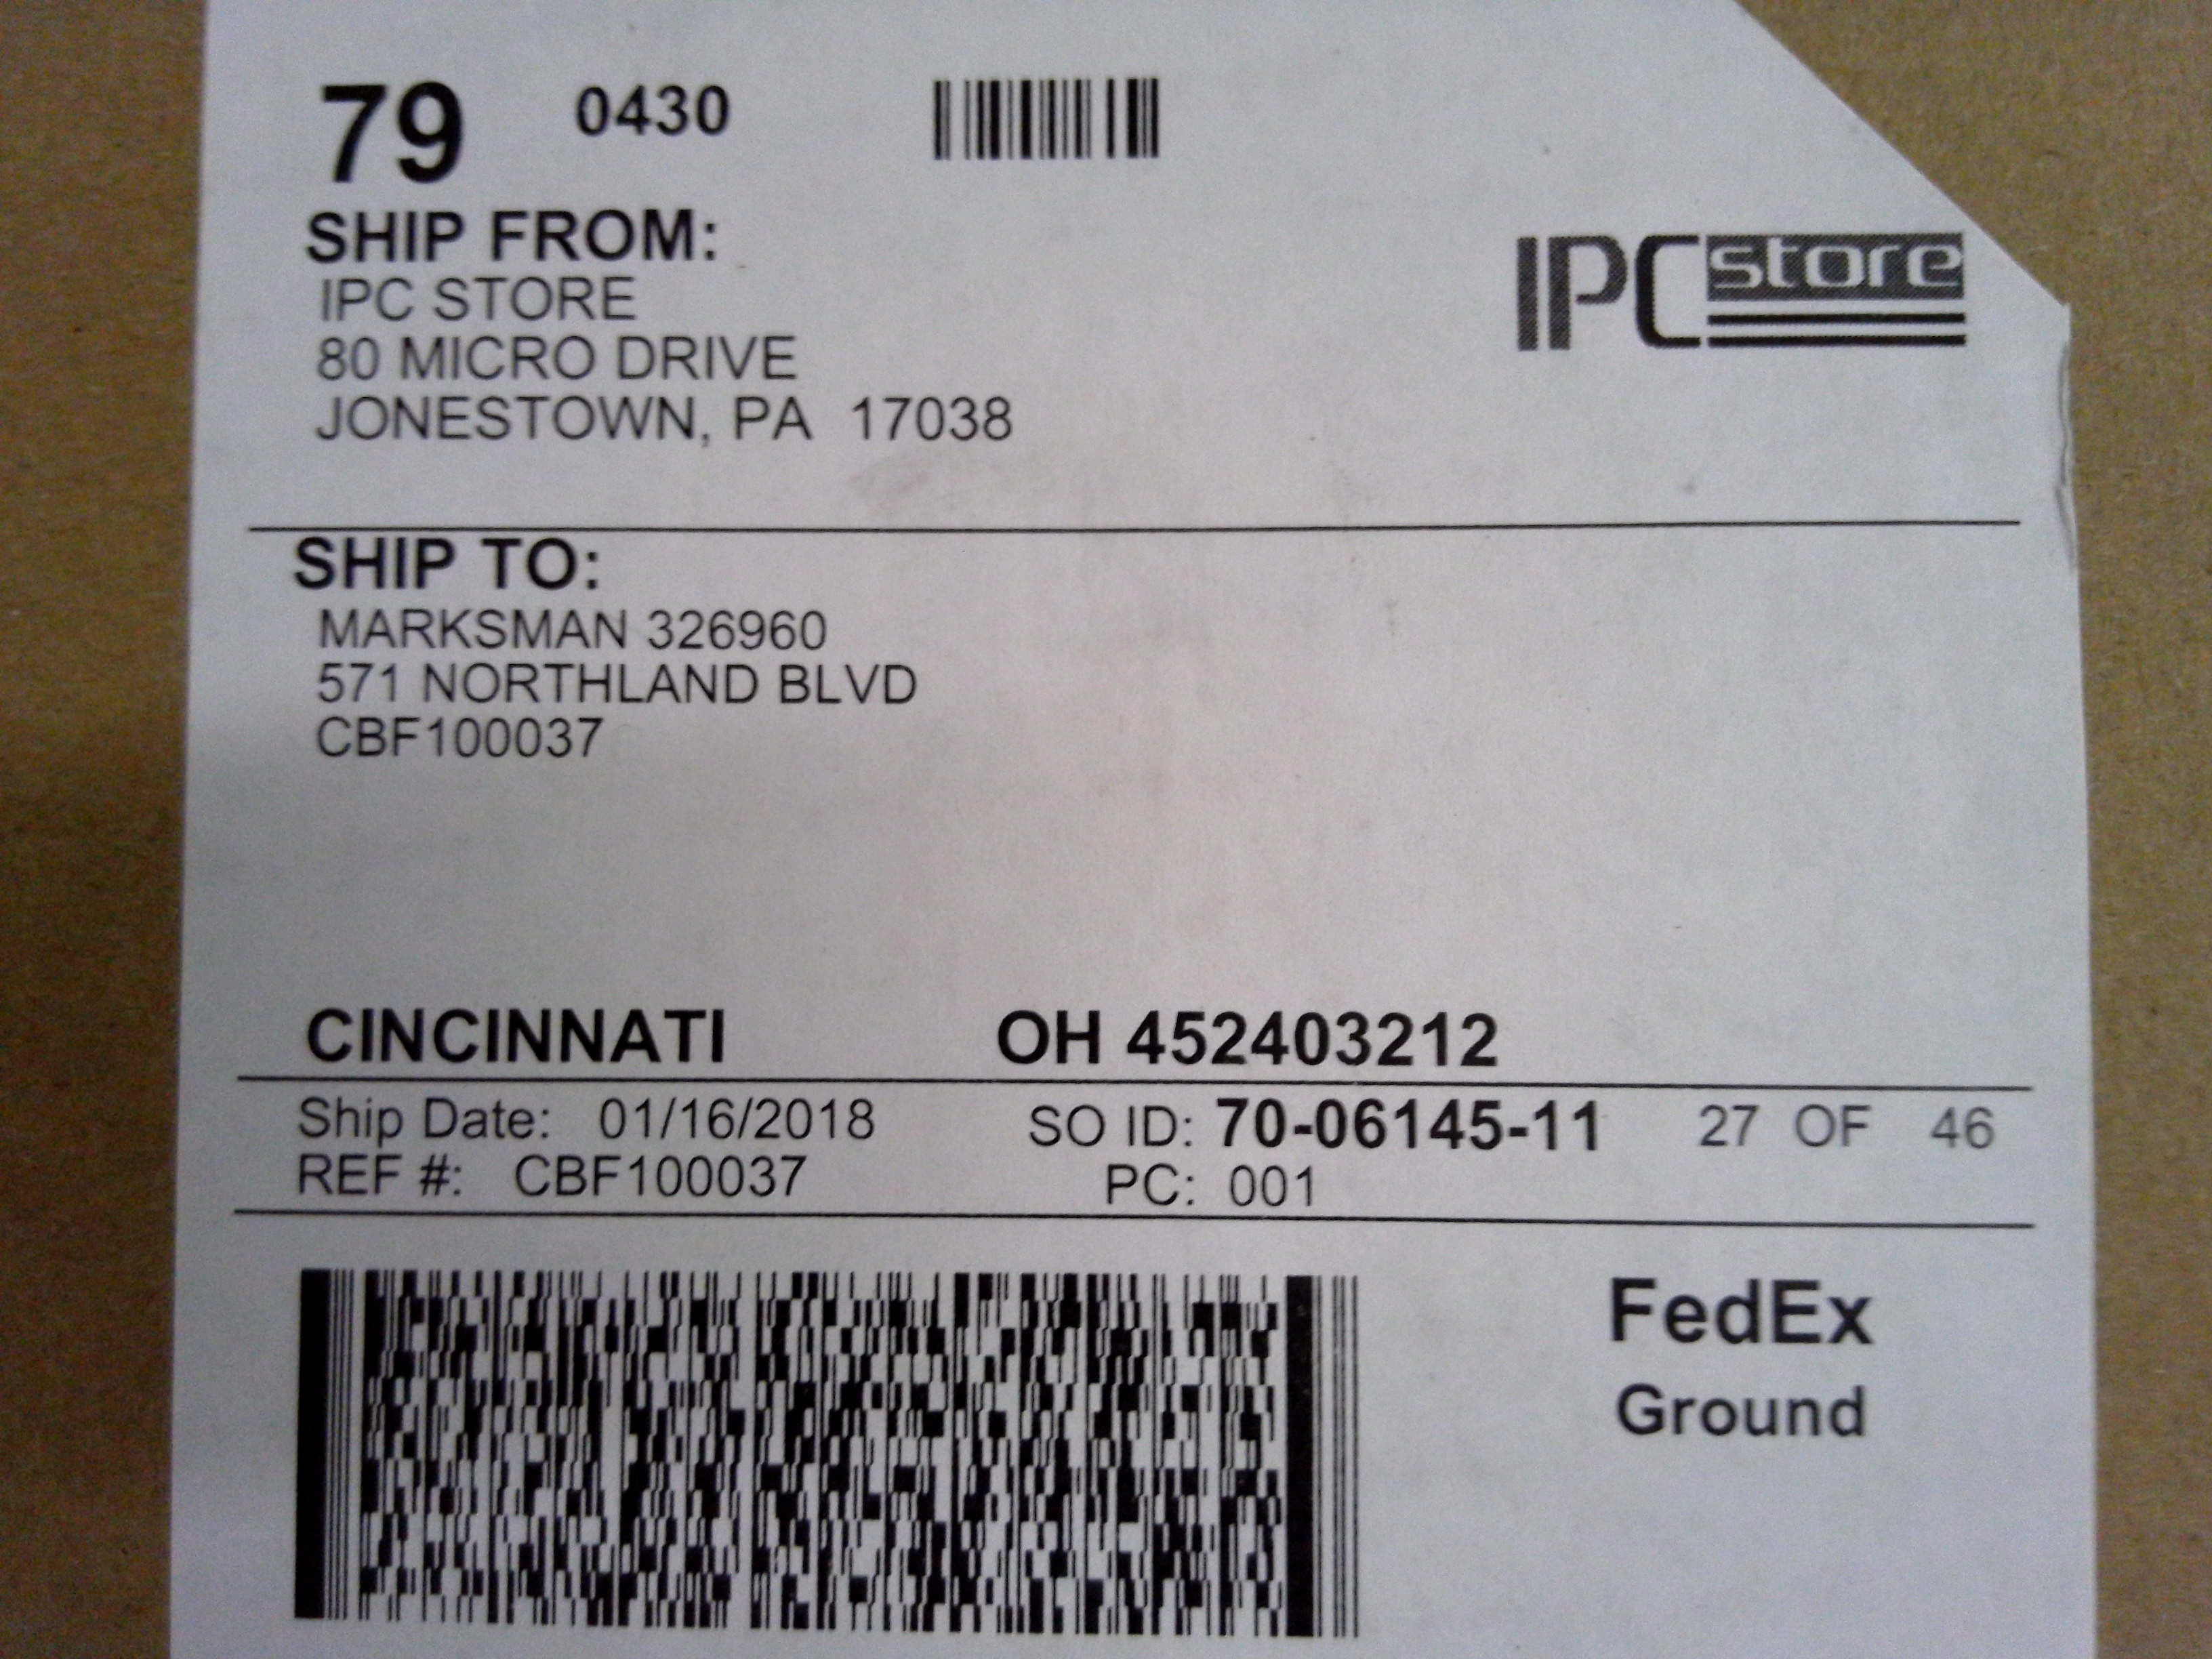 79 0430
SHIP FROM:
IPC STORE
80 MICRO DRIVE
JONESTOWN, PA 17038
IPC store
SHIP TO:
MARKSMAN 326960
571 NORTHLAND BLVD
CBF100037
CINCINNATI OH 452403212
Ship Date: 01/16/2018 SO ID: 70-06145-11 27 OF 46
REF #: CBF100037 PC: 001
FedEx
Ground